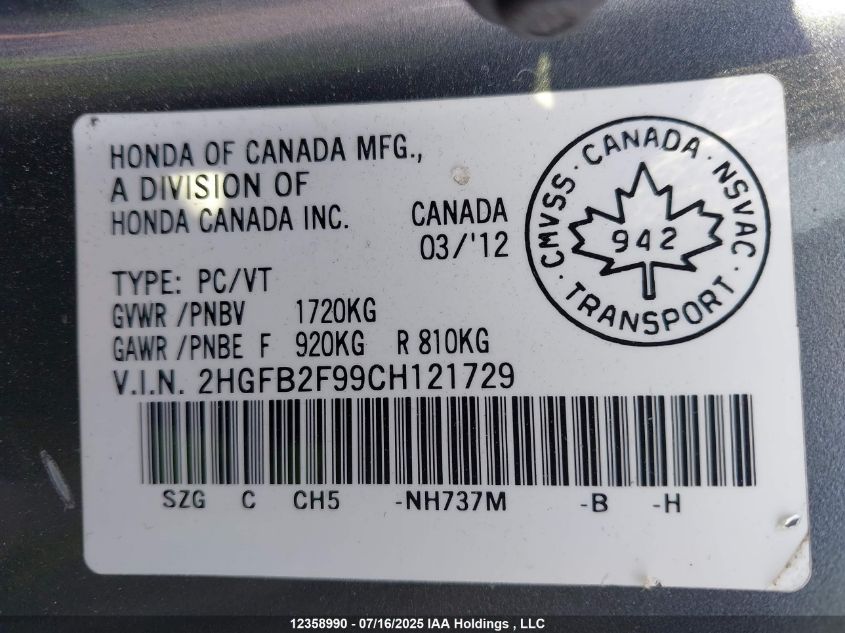 HONDA OF CANADA MFG.,
A DIVISION OF
HONDA CANADA INC.
CANADA
03/'12
TYPE: PC/VT
GVWR /PNBV 1720KG
GAWR /PNBE F 920KG R 810KG
V.I.N. 2HGFB2F99CH121729
SZG C CH5 -NH737M -B -H
CMVSS · CANADA · NSVAC · TRANSPORT ·
942
12358990 - 07/16/2025 IAA Holdings , LLC